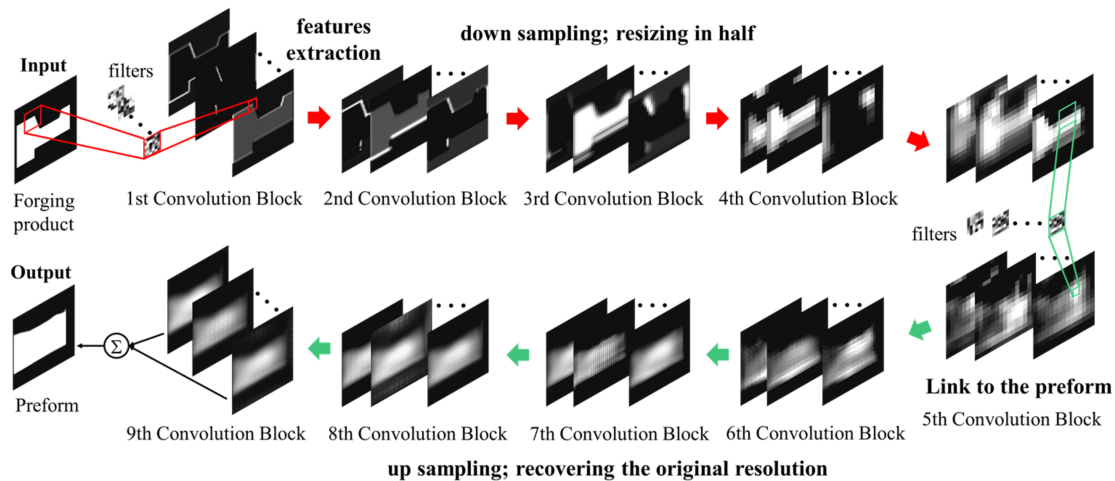 features
extraction
down sampling; resizing in half
Input
filters
Forging
product
1st Convolution Block
2nd Convolution Block
3rd Convolution Block
4th Convolution Block
filters
Output
Σ
Preform
Link to the preform
5th Convolution Block
9th Convolution Block
8th Convolution Block
7th Convolution Block
6th Convolution Block
up sampling; recovering the original resolution